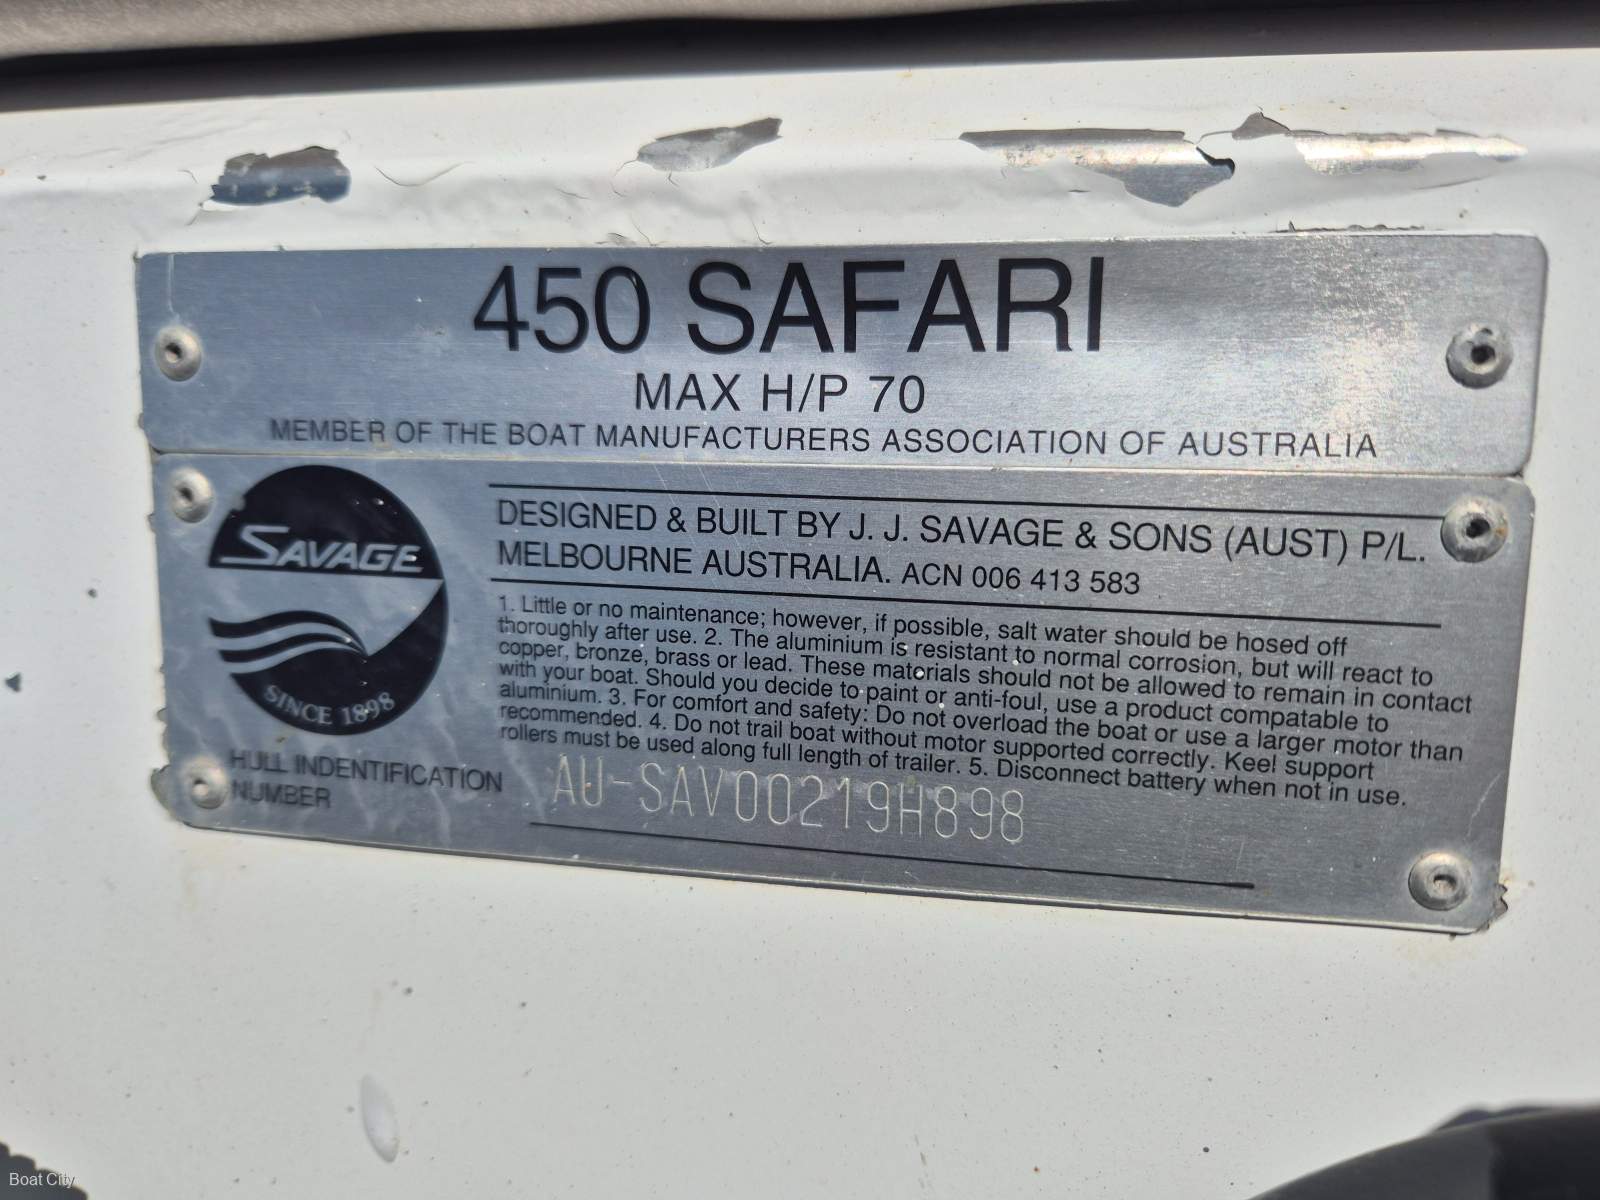 450 SAFARI
MAX H/P 70
MEMBER OF THE BOAT MANUFACTURERS ASSOCIATION OF AUSTRALIA
SAVAGE
SINCE 1898
DESIGNED & BUILT BY J. J. SAVAGE & SONS (AUST) P/L.
MELBOURNE AUSTRALIA. ACN 006 413 583
1. Little or no maintenance; however, if possible, salt water should be hosed off
thoroughly after use. 2. The aluminium is resistant to normal corrosion, but will react to
copper, bronze, brass or lead. These materials should not be allowed to remain in contact
with your boat. Should you decide to paint or anti-foul, use a product compatable to
aluminium. 3. For comfort and safety: Do not overload the boat or use a larger motor than
recommended. 4. Do not trail boat without motor supported correctly. Keel support
rollers must be used along full length of trailer. 5. Disconnect battery when not in use.
HULL INDENTIFICATION
NUMBER
AU-SAV00219H898
Boat City